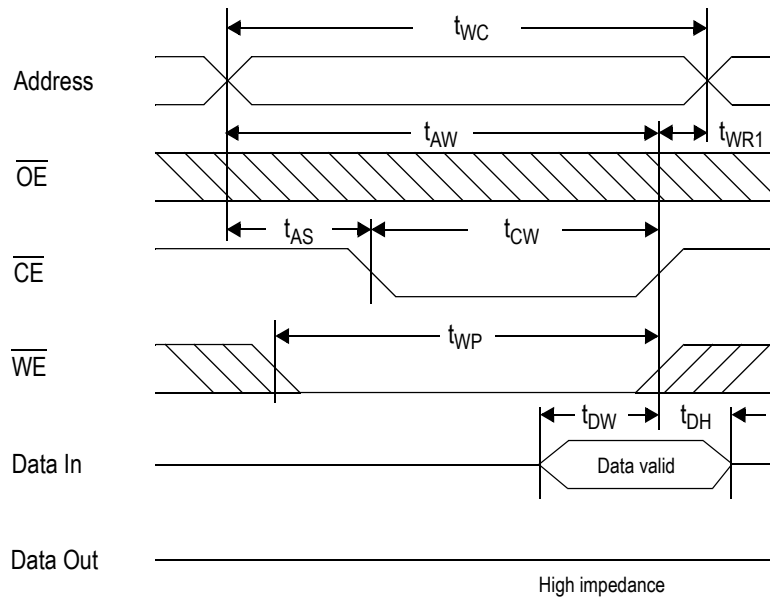 tWC
Address
tAW
tWR1
OE
tAS
tCW
CE
tWP
WE
tDW
tDH
Data In
Data valid
Data Out
High impedance